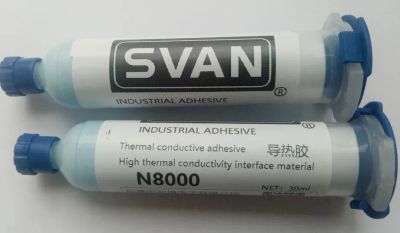 SVAN
®
INDUSTRIAL ADHESIVE
INDUSTRIAL ADHESIVE
Thermal conductive adhesive 导热胶
High thermal conductivity interface material
N8000
NET: 30ml